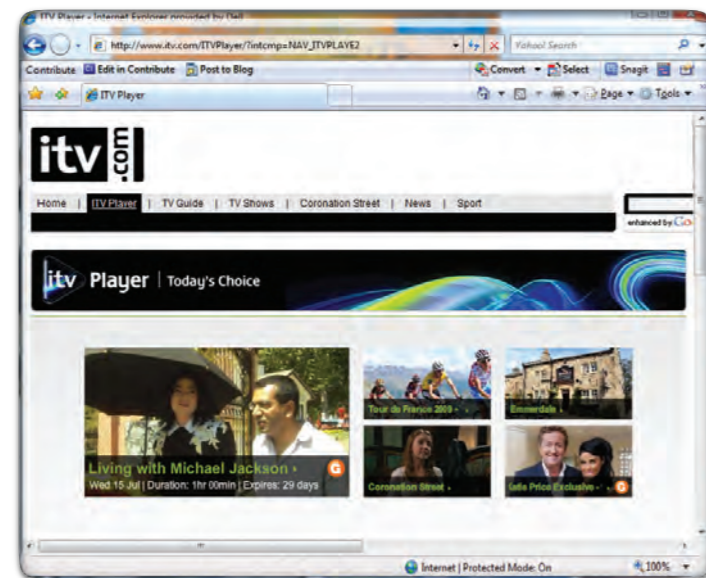 ITV Player - Internet Explorer provided by Dell
http://www.itv.com/ITVPlayer/?intcmp=NAV_ITVPLAYE2
Yahoo! Search
Contribute Edit in Contribute Post to Blog
Convert Select Snagit
ITV Player
Page Tools
itv.com
Home | ITV Player | TV Guide | TV Shows | Coronation Street | News | Sport
enhanced by Go
itv Player | Today's Choice
Tour de France 2009
Emmerdale
Living with Michael Jackson
G
Wed 15 Jul | Duration: 1hr 00min | Expires: 29 days
Coronation Street
Katie Price Exclusive
G
Internet | Protected Mode: On
100%